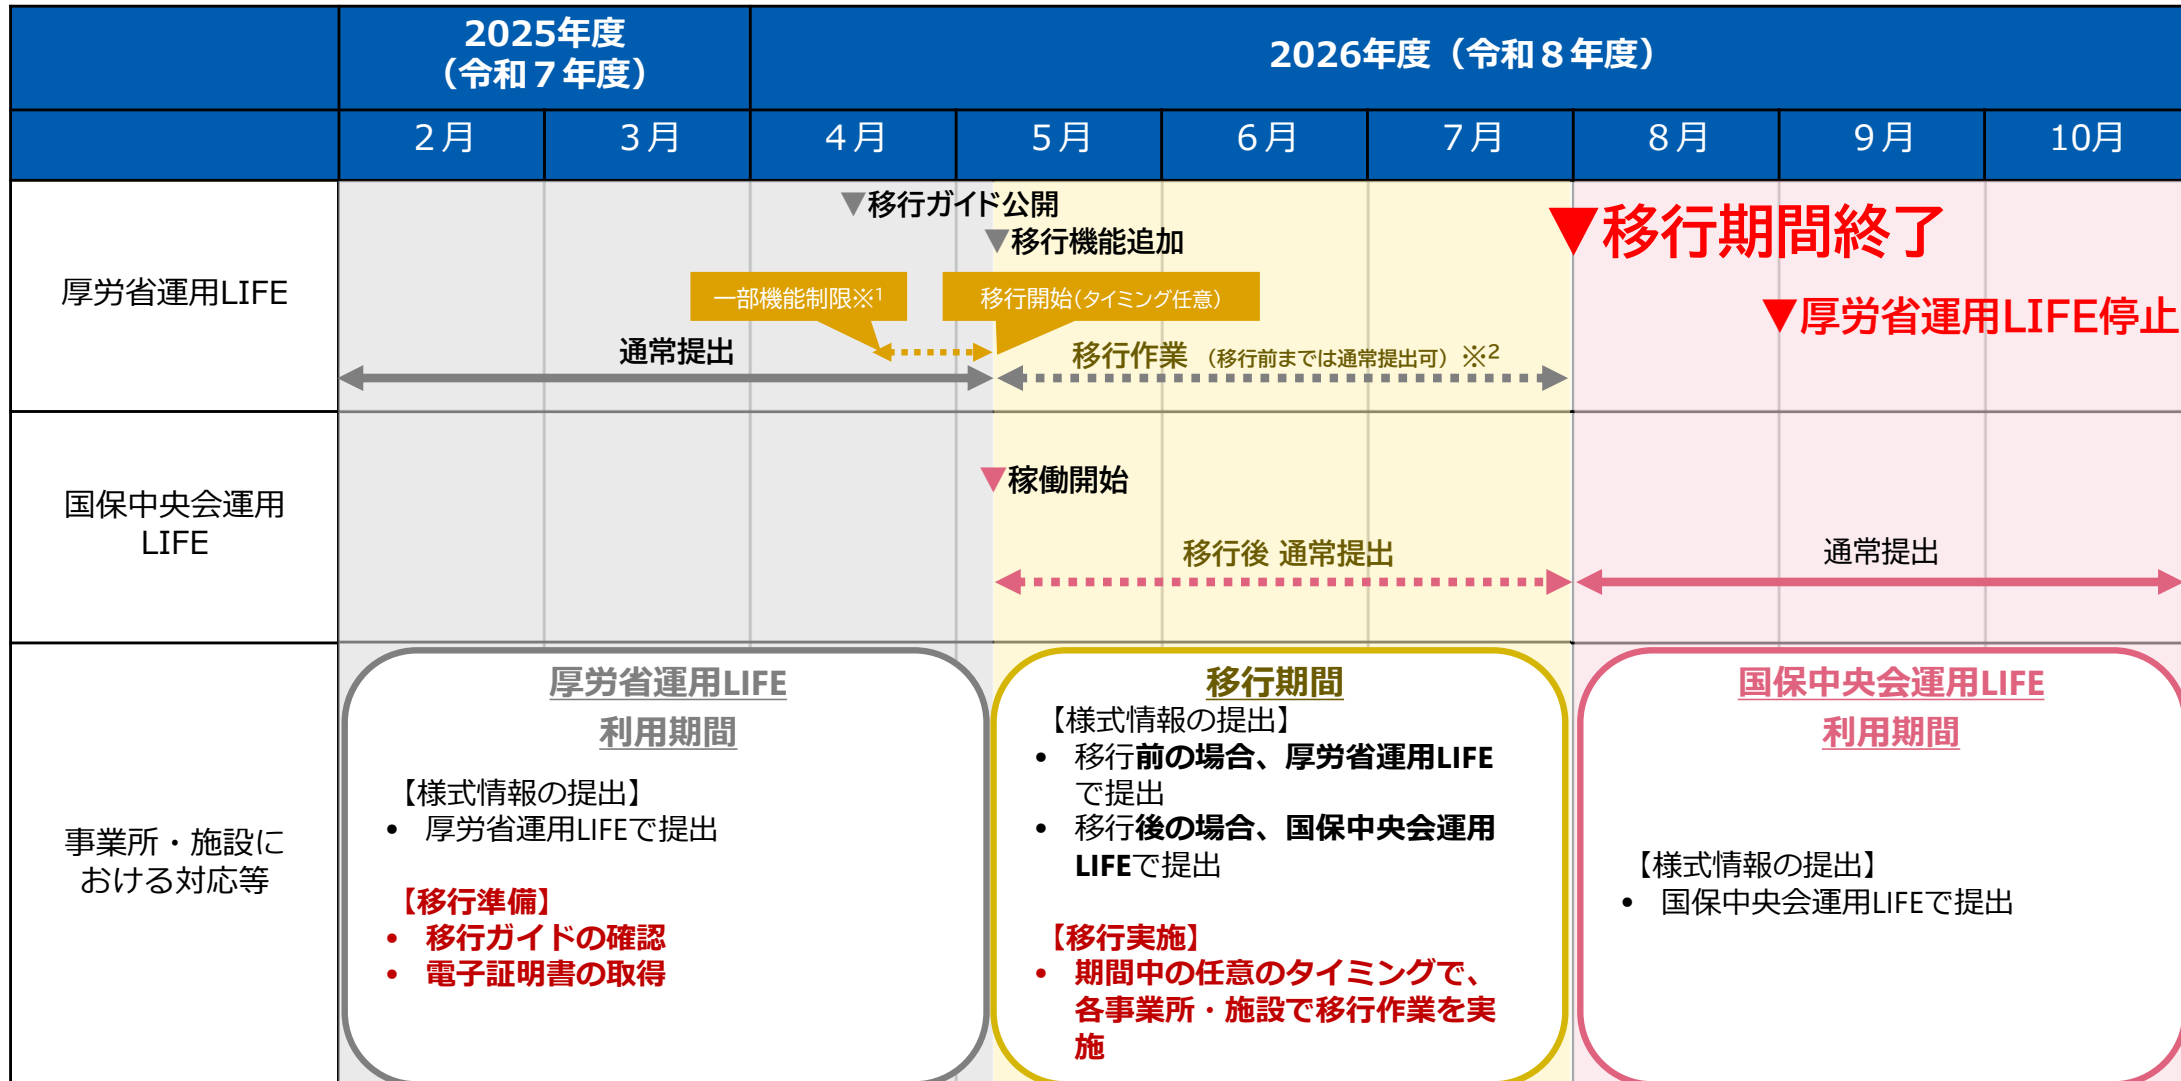 2025年度
（令和７年度）
2026年度（令和８年度）
２月
３月
４月
５月
６月
７月
８月
９月
10月
厚労省運用LIFE
▼移行ガイド公開
▼移行機能追加
▼移行期間終了
一部機能制限※1
移行開始(タイミング任意)
▼厚労省運用LIFE停止
通常提出
移行作業 （移行前までは通常提出可）※2
国保中央会運用
LIFE
▼稼働開始
移行後 通常提出
通常提出
事業所・施設に
おける対応等
厚労省運用LIFE
利用期間
【様式情報の提出】
• 厚労省運用LIFEで提出
【移行準備】
• 移行ガイドの確認
• 電子証明書の取得
移行期間
【様式情報の提出】
• 移行前の場合、厚労省運用LIFE
で提出
• 移行後の場合、国保中央会運用
LIFEで提出
【移行実施】
• 期間中の任意のタイミングで、
各事業所・施設で移行作業を実
施
国保中央会運用LIFE
利用期間
【様式情報の提出】
• 国保中央会運用LIFEで提出